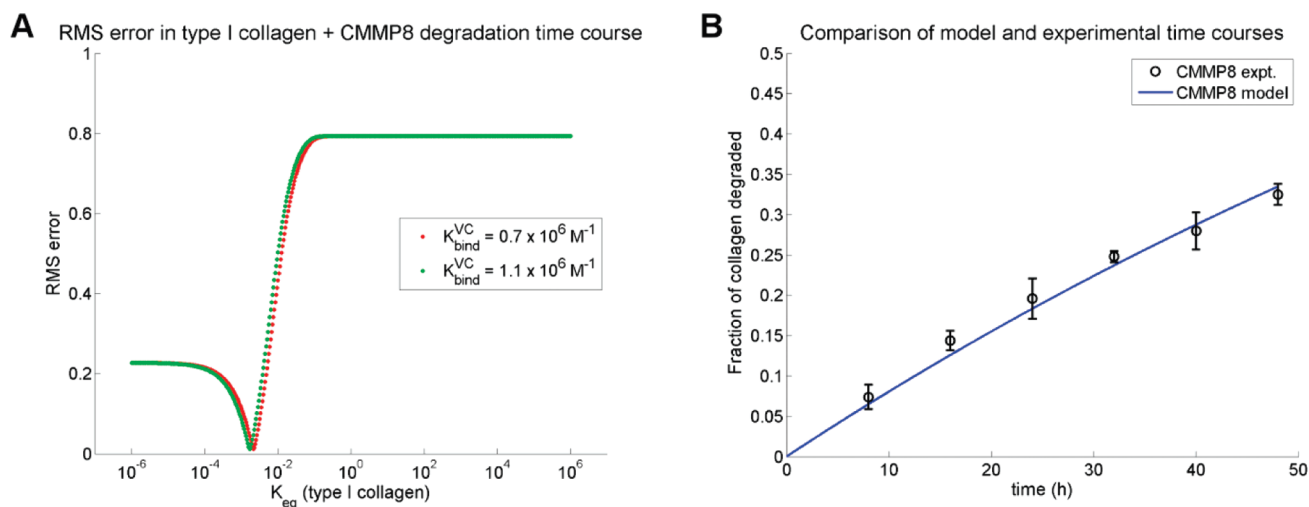 A
RMS error in type I collagen + CMMP8 degradation time course
1
0.8
0.6
0.4
0.2
0
RMS error
10^-6
10^-4
10^-2
10^0
10^2
10^4
10^6
K_eq (type I collagen)
K^VC_bind = 0.7 x 10^6 M^-1
K^VC_bind = 1.1 x 10^6 M^-1
B
Comparison of model and experimental time courses
0.5
0.45
0.4
0.35
0.3
0.25
0.2
0.15
0.1
0.05
0
Fraction of collagen degraded
0
10
20
30
40
50
time (h)
CMMP8 expt.
CMMP8 model